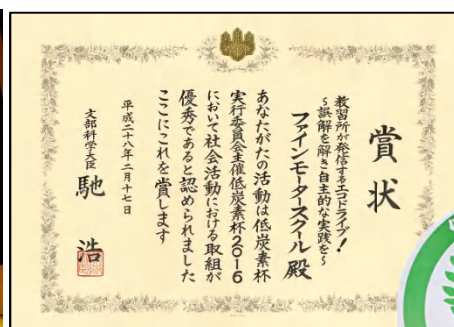 賞状
教習所が発信するエコドライブ!
~誤解を解き自主的な実践を~
ファインモータースクール 殿
あなたがたの活動は低炭素杯
実行委員会主催低炭素杯2016
において社会活動における取組が
優秀であると認められました
ここにこれを賞します
平成二十八年二月十七日
文部科学大臣 馳 浩